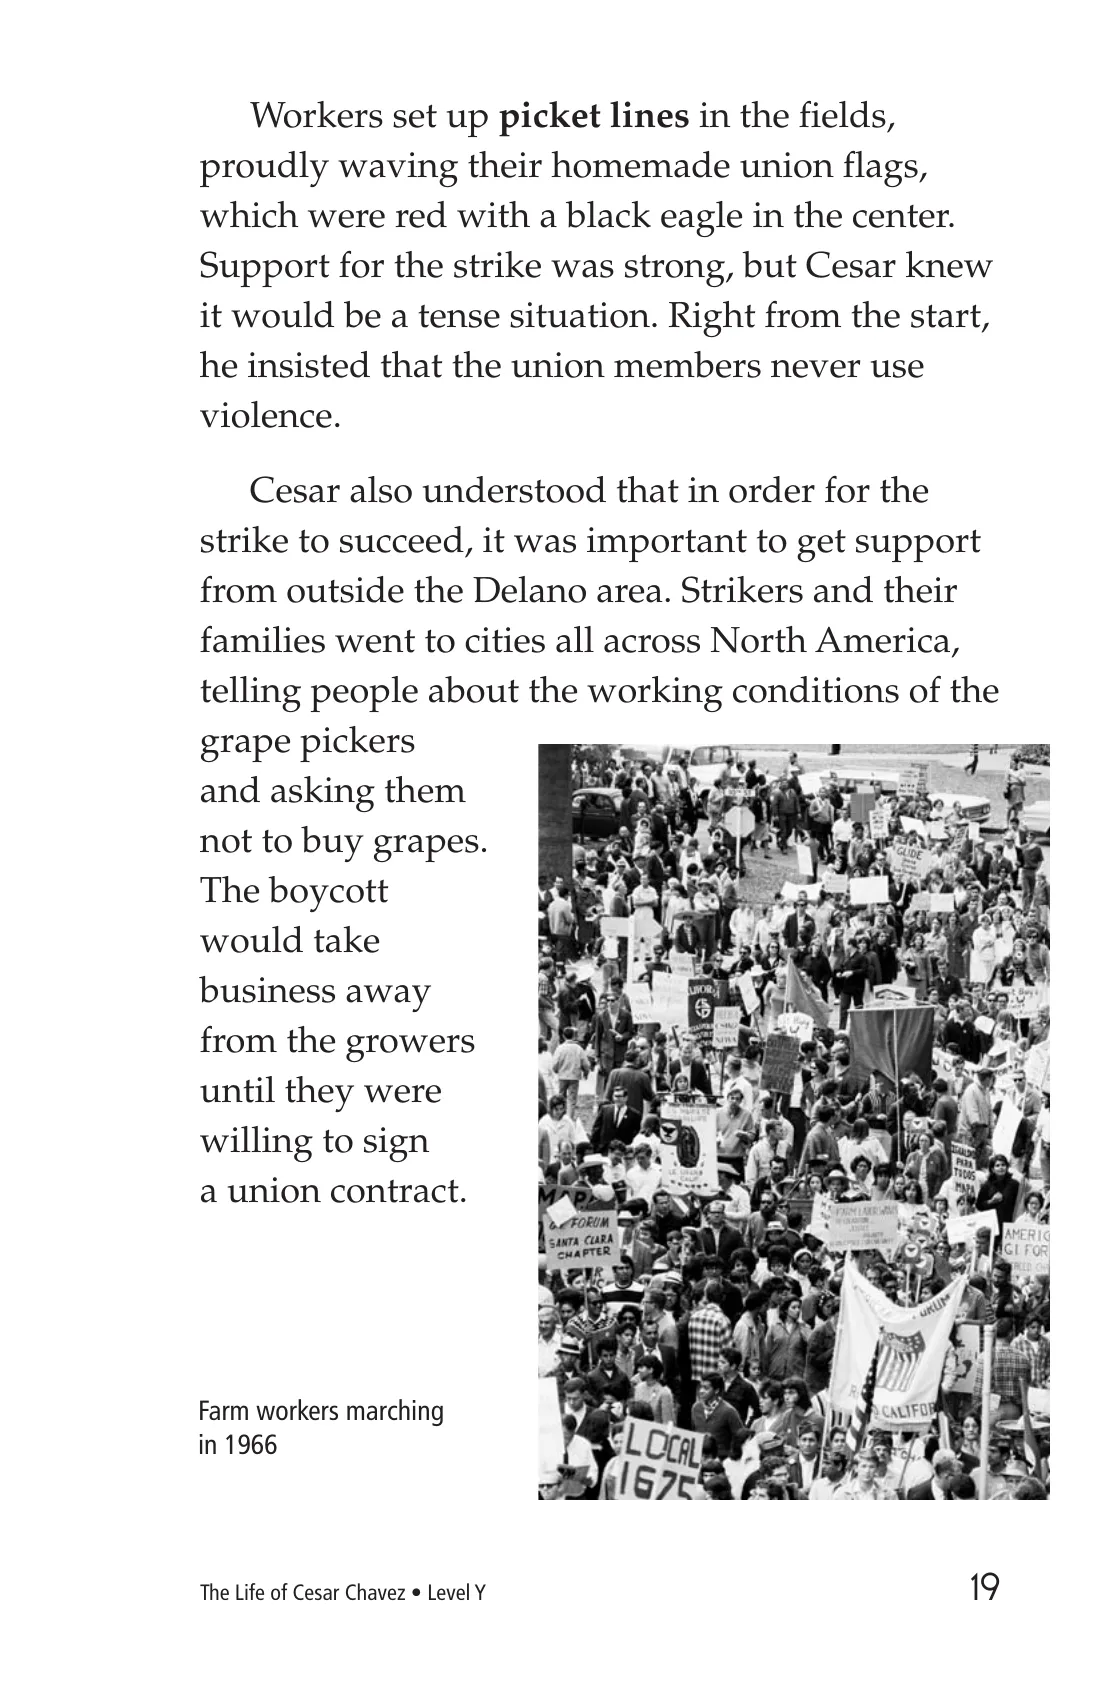 Workers set up picket lines in the fields,
proudly waving their homemade union flags,
which were red with a black eagle in the center.
Support for the strike was strong, but Cesar knew
it would be a tense situation. Right from the start,
he insisted that the union members never use
violence.
Cesar also understood that in order for the
strike to succeed, it was important to get support
from outside the Delano area. Strikers and their
families went to cities all across North America,
telling people about the working conditions of the
grape pickers
and asking them
not to buy grapes.
The boycott
would take
business away
from the growers
until they were
willing to sign
a union contract.
GLIDE
PARA
TODOS
MAPA
MAPA
FORUM
SANTA CLARA
CHAPTER
AMERIC
GI FOR
CALIFOR
LOCAL
1675
Farm workers marching
in 1966
The Life of Cesar Chavez • Level Y
19